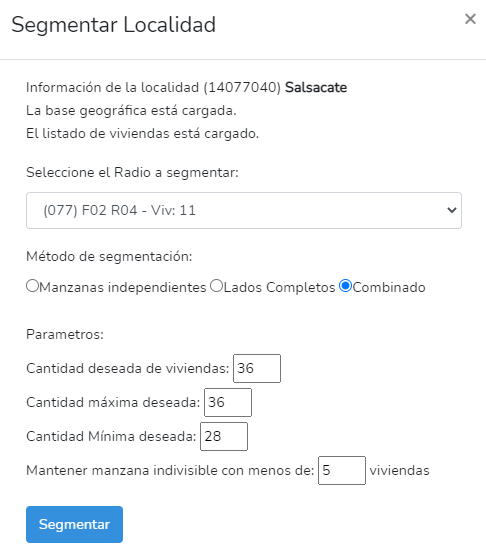 Segmentar Localidad
×
Información de la localidad (14077040) Salsacate
La base geográfica está cargada.
El listado de viviendas está cargado.
Seleccione el Radio a segmentar:
(077) F02 R04 - Viv: 11
Método de segmentación:
Manzanas independientes Lados Completos Combinado
Parametros:
Cantidad deseada de viviendas: 36
Cantidad máxima deseada: 36
Cantidad Mínima deseada: 28
Mantener manzana indivisible con menos de: 5 viviendas
Segmentar